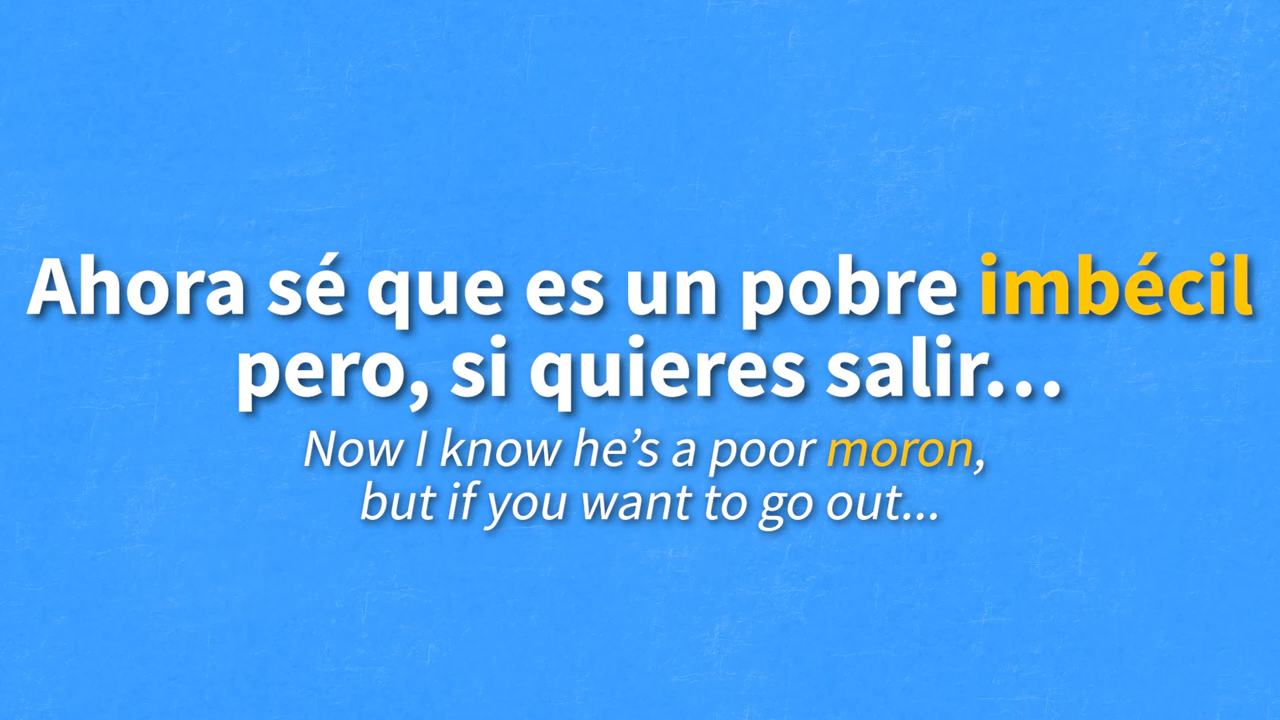 Ahora sé que es un pobre imbécil
pero, si quieres salir...
Now I know he’s a poor moron,
but if you want to go out...